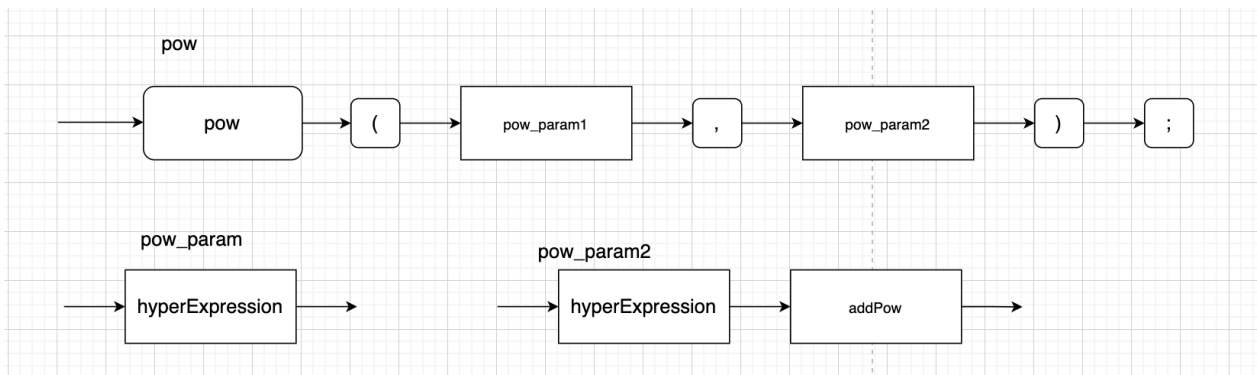 pow
pow ( pow_param1 , pow_param2 ) ;
pow_param
pow_param2
hyperExpression
hyperExpression addPow